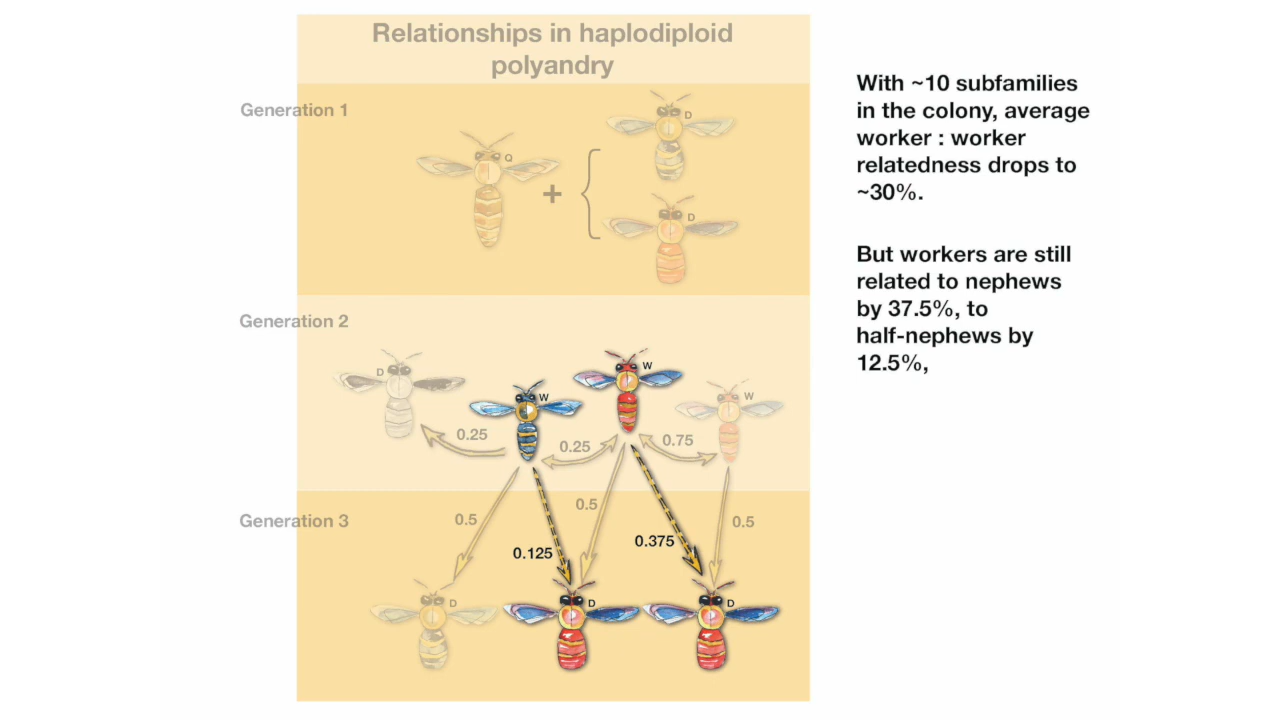 Relationships in haplodiploid
polyandry
Generation 1
Q
+
D
D
Generation 2
D
W
W
W
0.25
0.25
0.75
Generation 3
0.5
0.125
0.5
0.375
0.5
D
D
D
With ~10 subfamilies
in the colony, average
worker : worker
relatedness drops to
~30%.
But workers are still
related to nephews
by 37.5%, to
half-nephews by
12.5%,